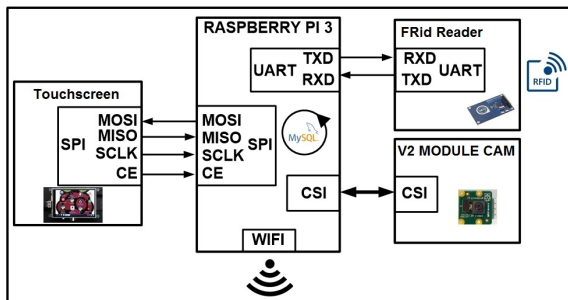 RASPBERRY PI 3
TXD
RXD
UART
FRid Reader
RXD
TXD
UART
RFID
Touchscreen
MOSI
MISO
SCLK
CE
SPI
MOSI
MISO
SCLK
CE
SPI
MySQL
V2 MODULE CAM
CSI
CSI
WIFI